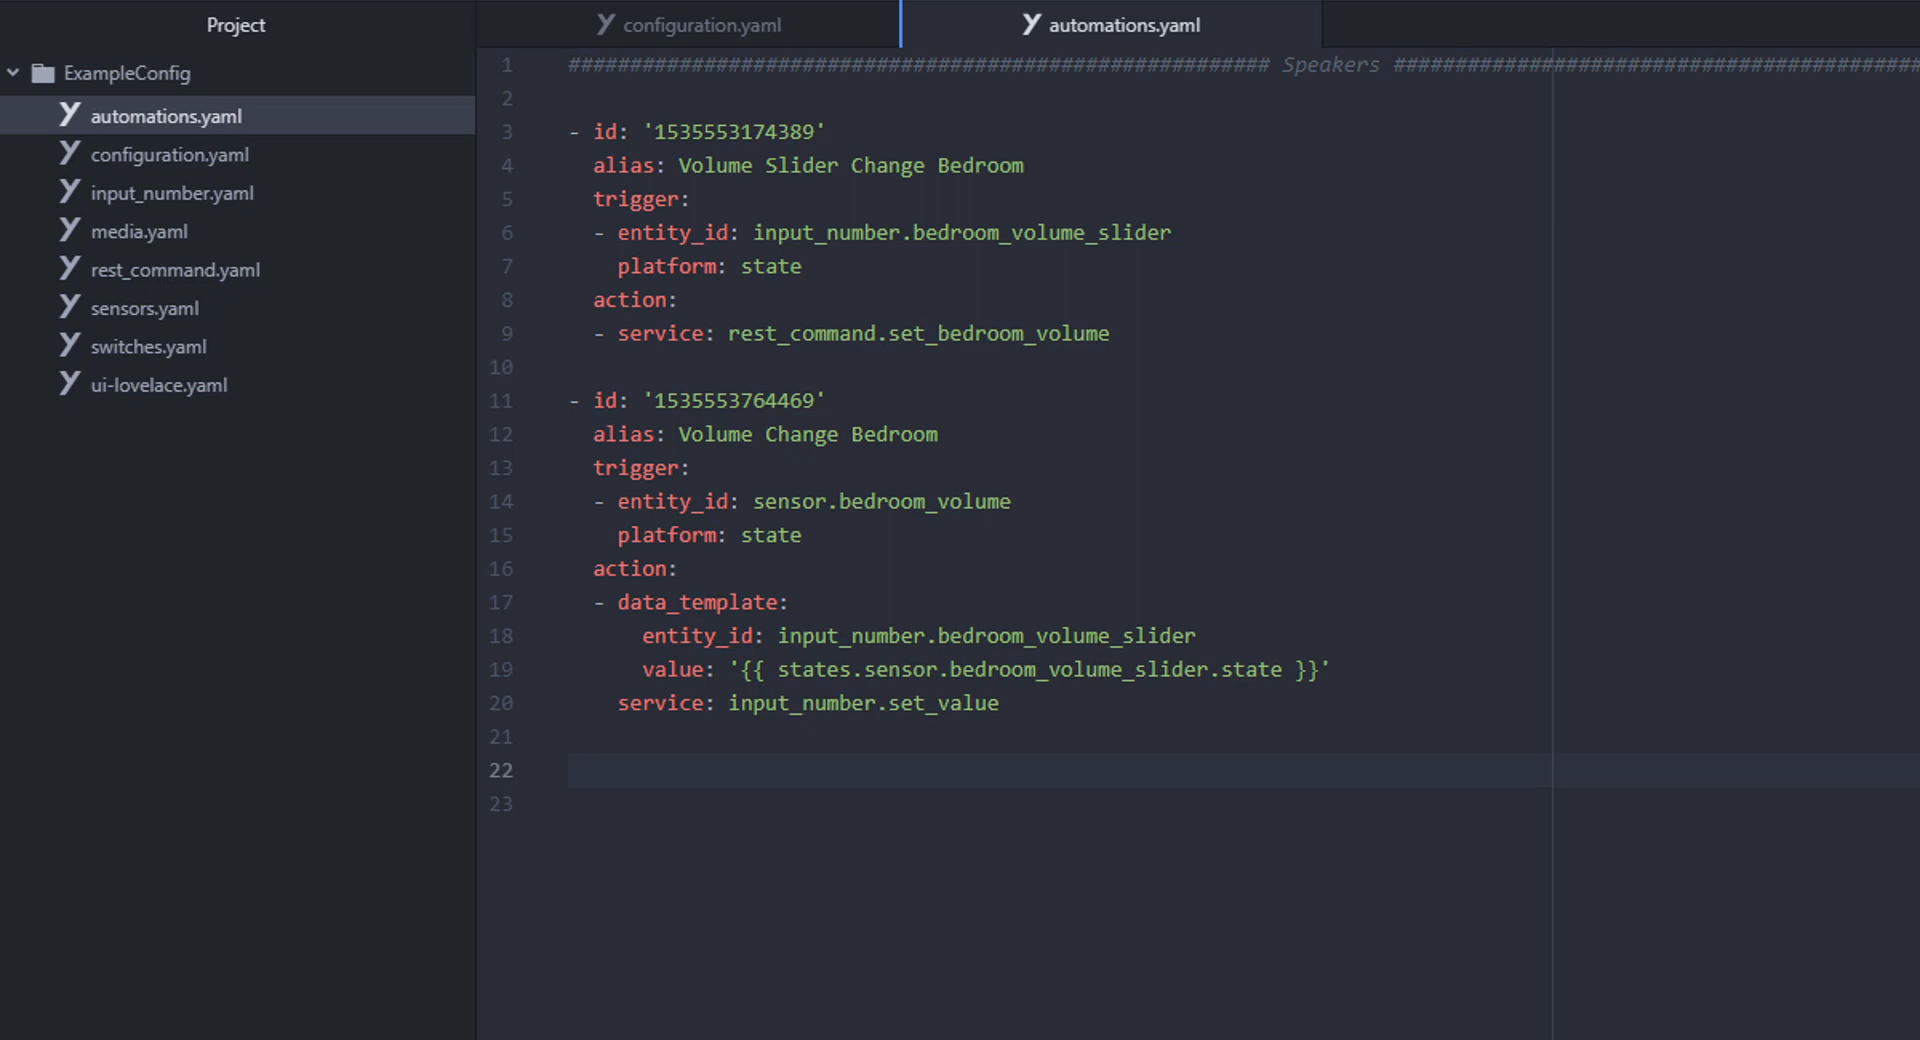 Project
ExampleConfig
automations.yaml
configuration.yaml
input_number.yaml
media.yaml
rest_command.yaml
sensors.yaml
switches.yaml
ui-lovelace.yaml
configuration.yaml
automations.yaml
1 ######################################################### Speakers ###########################################
2
3 - id: '1535553174389'
4   alias: Volume Slider Change Bedroom
5   trigger:
6   - entity_id: input_number.bedroom_volume_slider
7     platform: state
8   action:
9   - service: rest_command.set_bedroom_volume
10
11 - id: '1535553764469'
12   alias: Volume Change Bedroom
13   trigger:
14   - entity_id: sensor.bedroom_volume
15     platform: state
16   action:
17   - data_template:
18       entity_id: input_number.bedroom_volume_slider
19       value: '{{ states.sensor.bedroom_volume_slider.state }}'
20     service: input_number.set_value
21
22
23